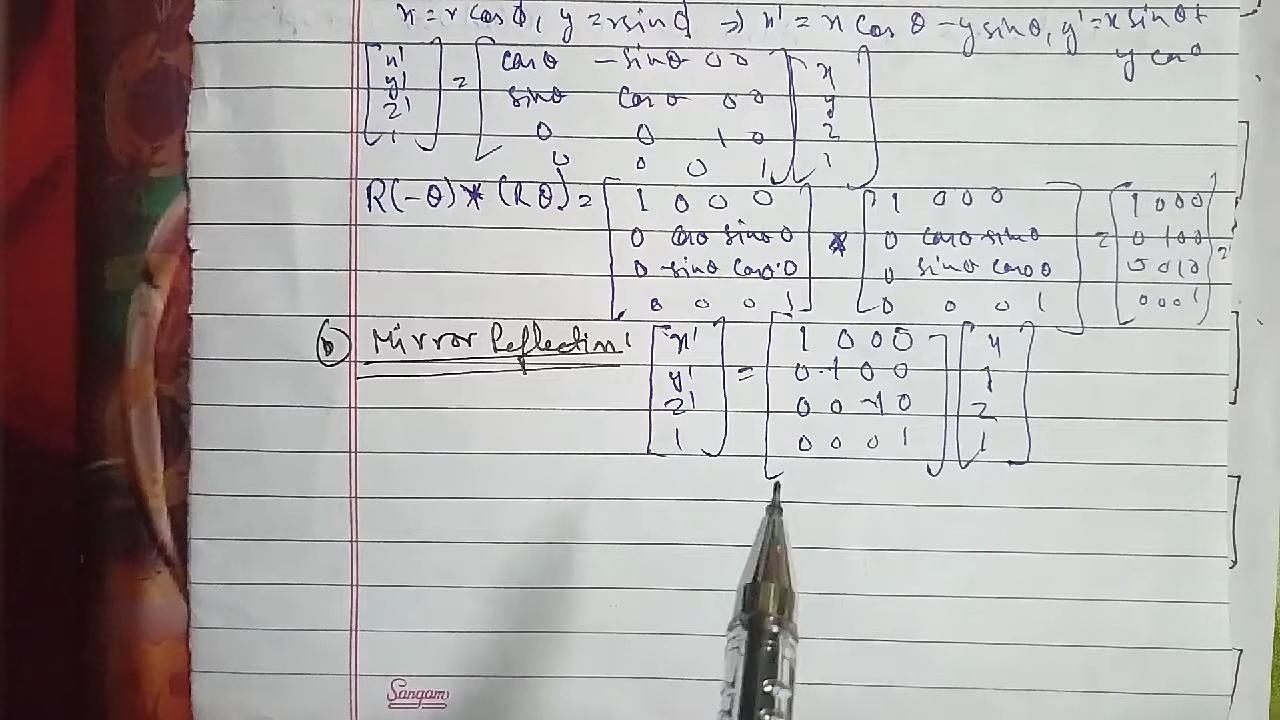 x = r cos ϕ, y = r sin ϕ ⇒ x' = x cos θ - y sin θ, y' = x sin θ +
y cos θ
[x' y' z' 1] = [cos θ -sin θ 0 0
sin θ cos θ 0 0
0 0 1 0
0 0 0 1] [x y z 1]
R(-θ) * (Rθ) = [1 0 0 0 * [1 0 0 0 = [1 0 0 0
0 cos θ sin θ 0 0 cos θ sin θ 0 1 0 0
0 -sin θ cos θ 0 0 sin θ cos θ 0 0 0 1 0
0 0 0 1] 0 0 0 1] 0 0 0 1]
6 Mirror Reflection: [x' = [1 0 0 0
y' 0 -1 0 0
z' 0 0 -1 0 z
1] 0 0 0 1] 1]
Sangam